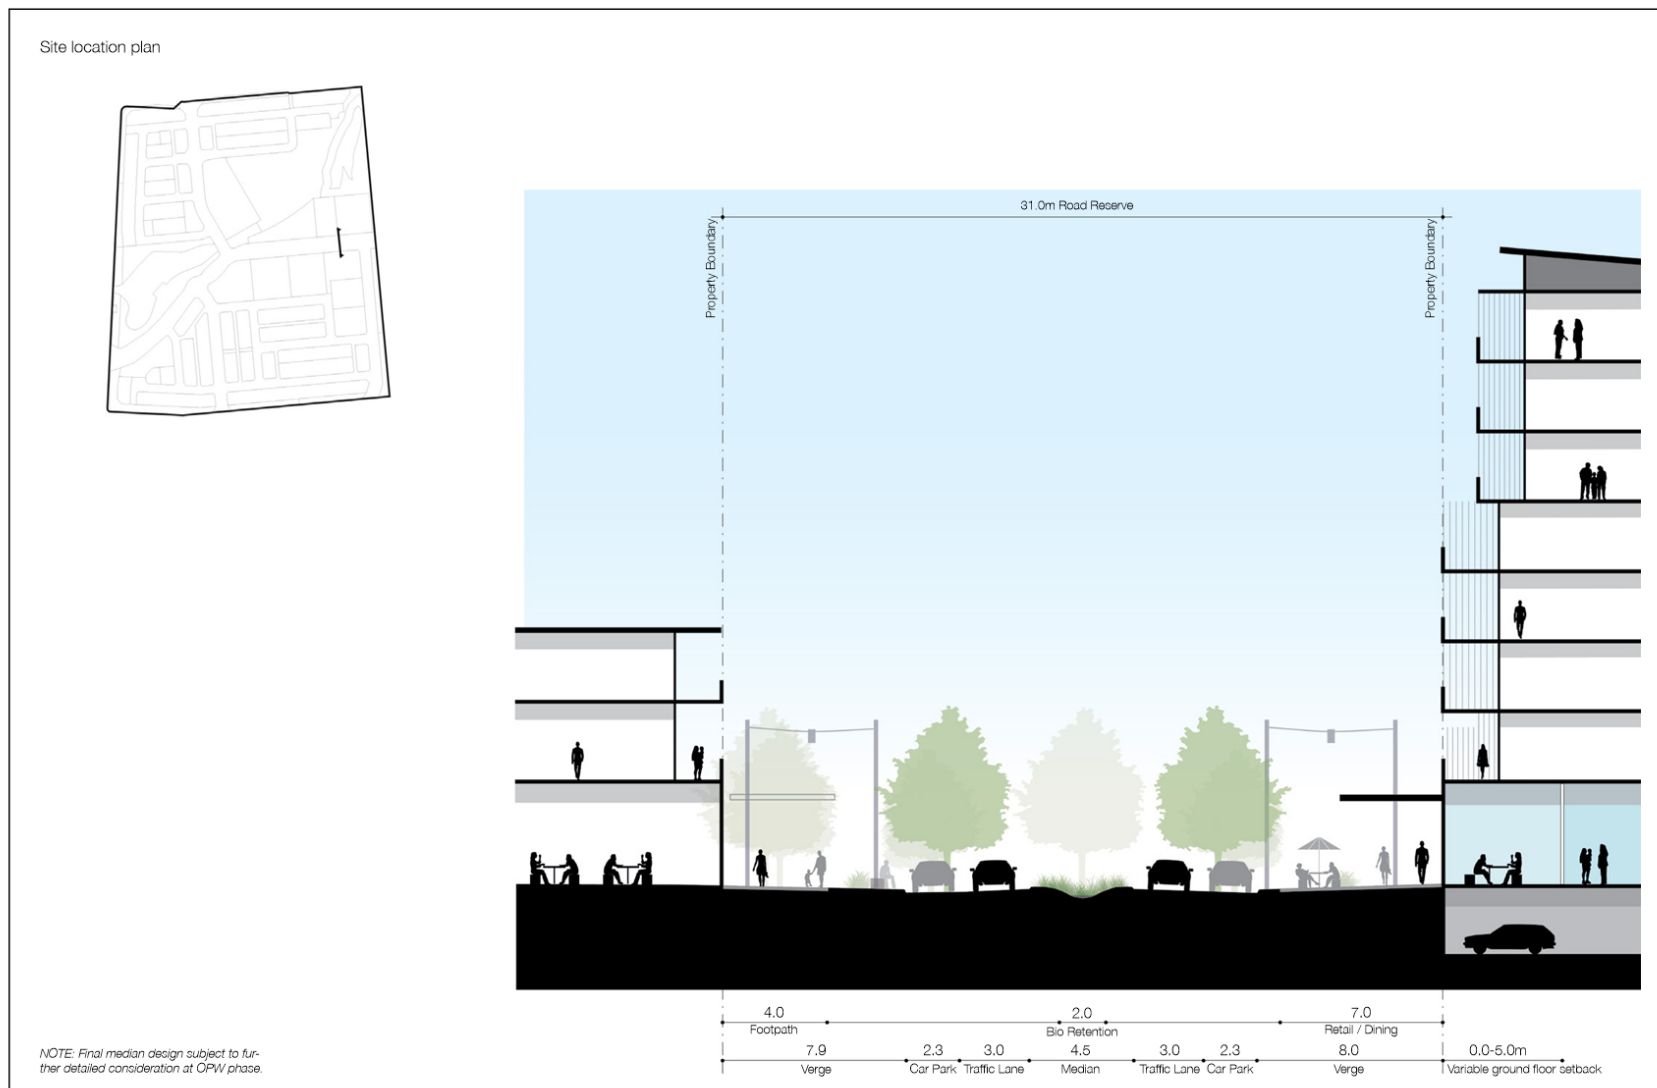 Site location plan
31.0m Road Reserve
Property Boundary
Property Boundary
4.0
Footpath
2.0
Bio Retention
7.0
Retail / Dining
7.9
Verge
2.3
Car Park
3.0
Traffic Lane
4.5
Median
3.0
Traffic Lane
2.3
Car Park
8.0
Verge
0.0-5.0m
Variable ground floor setback
NOTE: Final median design subject to fur-
ther detailed consideration at OPW phase.